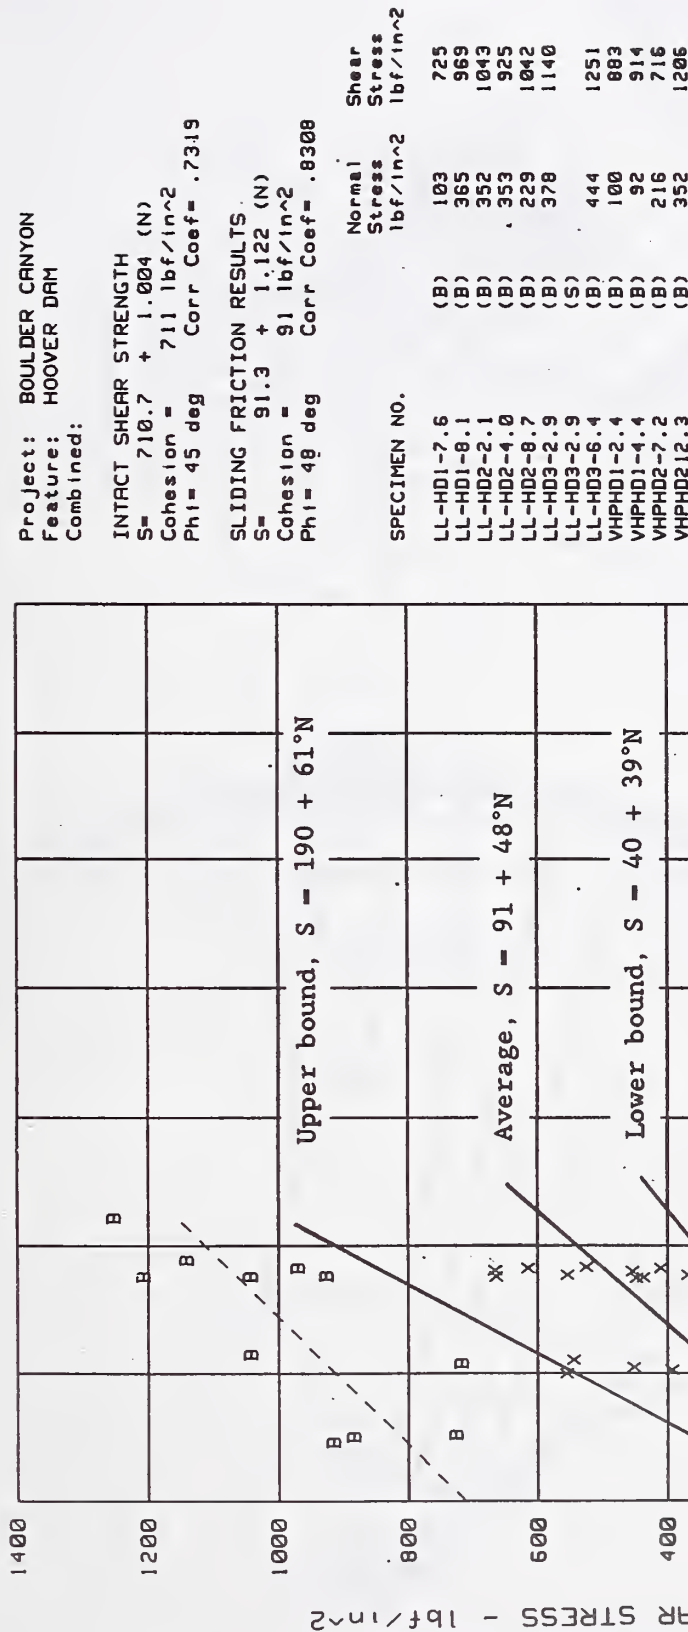 Project: BOULDER CANYON
Feature: HOOVER DAM
Combined:
INTACT SHEAR STRENGTH
S= 710.7 + 1.004 (N)
Cohesion = 711 lbf/in^2
Phi= 45 deg Corr Coef= .7319
SLIDING FRICTION RESULTS
S= 91.3 + 1.122 (N)
Cohesion = 91 lbf/in^2
Phi= 48 deg Corr Coef= .8308
Normal Shear
Stress Stress
SPECIMEN NO. lbf/in^2 lbf/in^2
LL-HD1-7.6 (B) 103 725
LL-HD1-8.1 (B) 365 969
LL-HD2-2.1 (B) 352 1043
LL-HD2-4.0 (B) 353 925
LL-HD2-8.7 (B) 229 1042
LL-HD3-2.9 (B) 378 1140
LL-HD3-2.9 (S)
LL-HD3-6.4 (B) 444 1251
VHPHD1-2.4 (B) 100 883
VHPHD1-4.4 (B) 92 914
VHPHD2-7.2 (B) 216 716
VHPHD212.3 (B) 352 1206
1400
1200
1000
800
600
400
AR STRESS - lbf/in^2
Upper bound, S = 190 + 61°N
Average, S = 91 + 48°N
Lower bound, S = 40 + 39°N
B
B
B
B
B
B
B
B
B
B
B